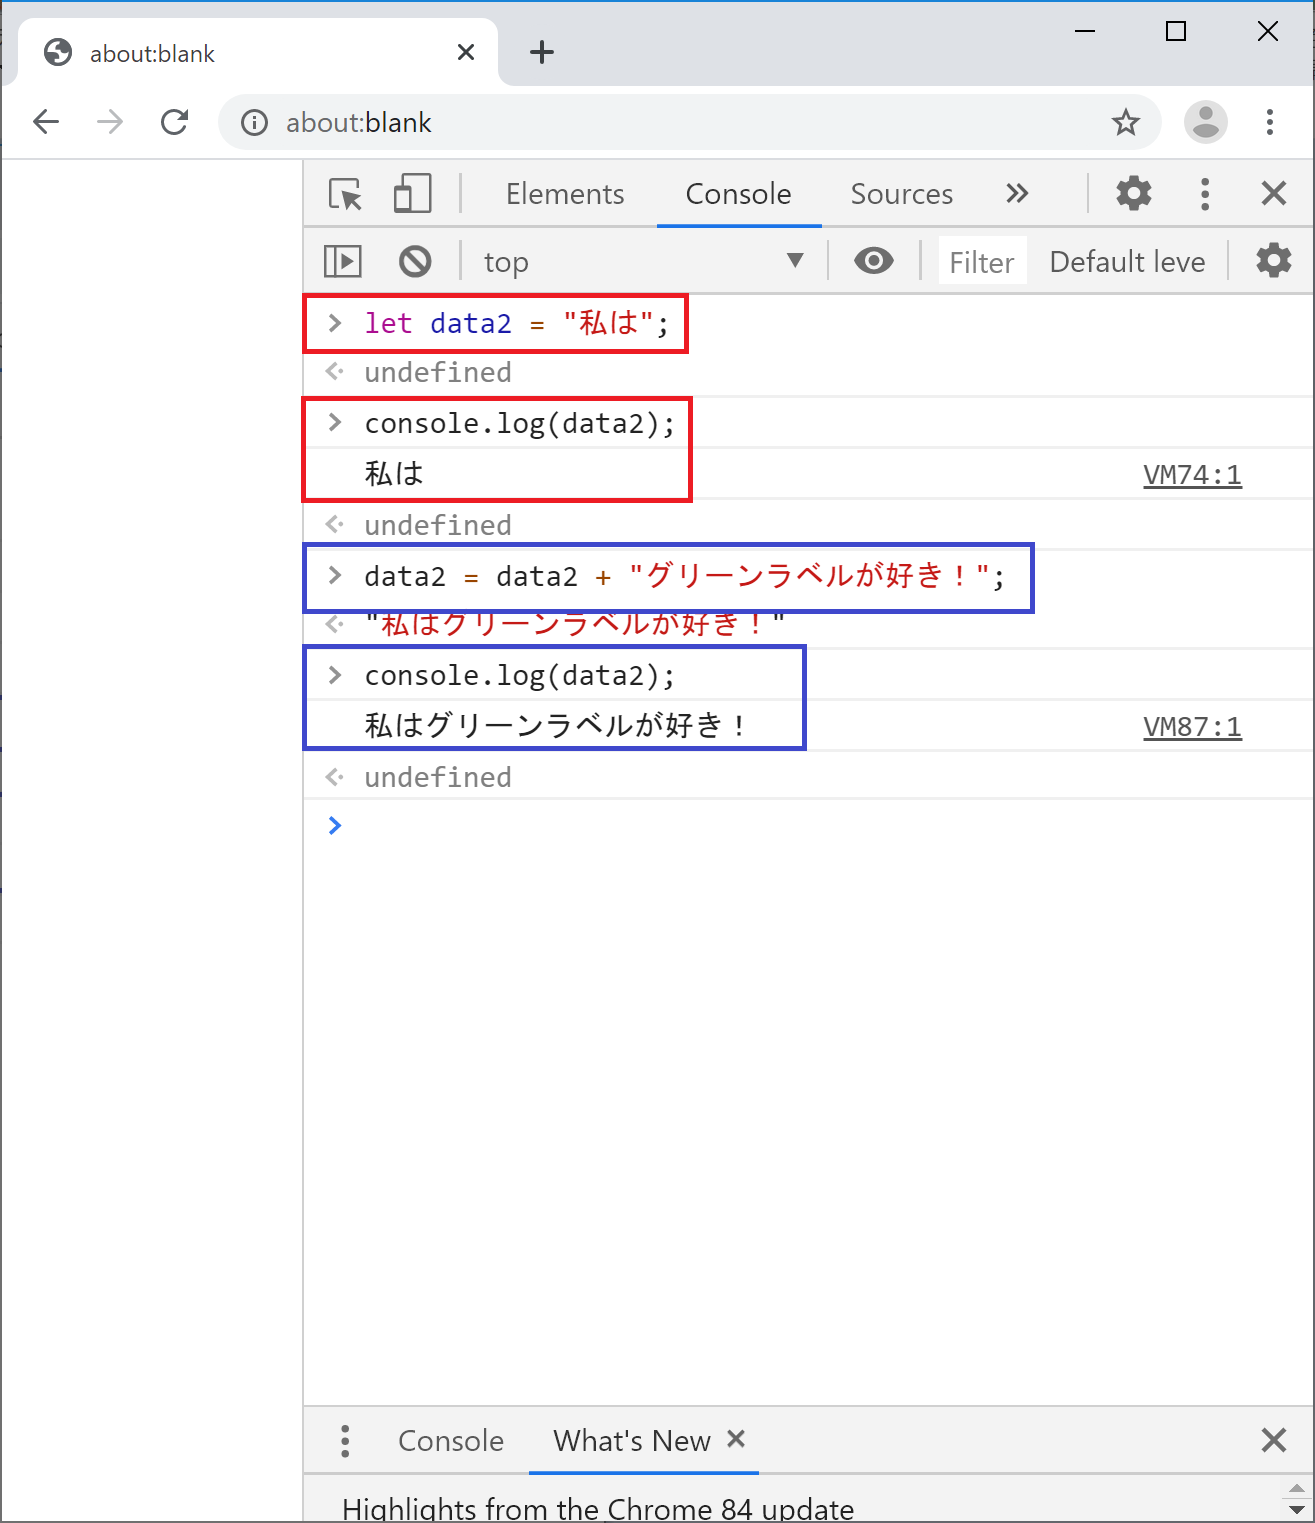 about:blank
about:blank
Elements Console Sources
top Filter Default leve
let data2 = "私は";
undefined
console.log(data2);
私は VM74:1
undefined
data2 = data2 + "グリーンラベルが好き！";
"私はグリーンラベルが好き！"
console.log(data2);
私はグリーンラベルが好き！ VM87:1
undefined
Console What's New
Highlights from the Chrome 84 update